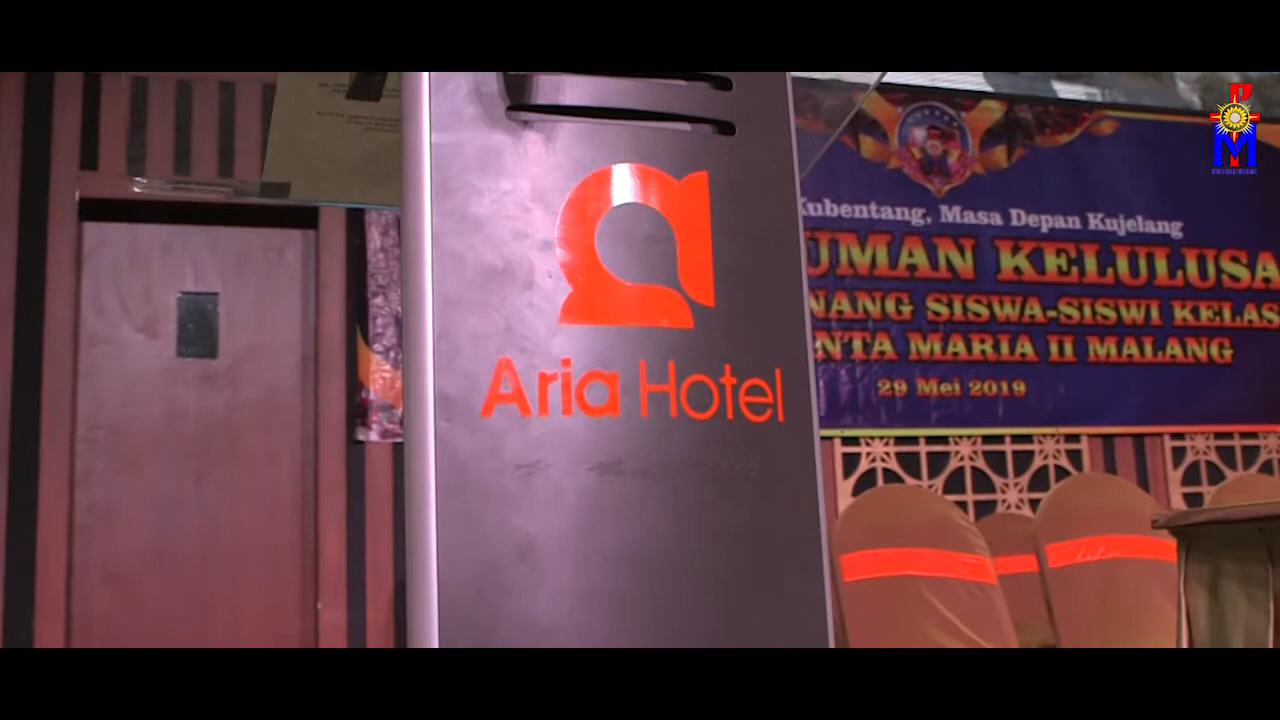 Aria Hotel
Kubentang, Masa Depan Kujelang
UMAN KELULUSA
NANG SISWA-SISWI KELAS
NTA MARIA II MALANG
29 Mei 2019
P
M